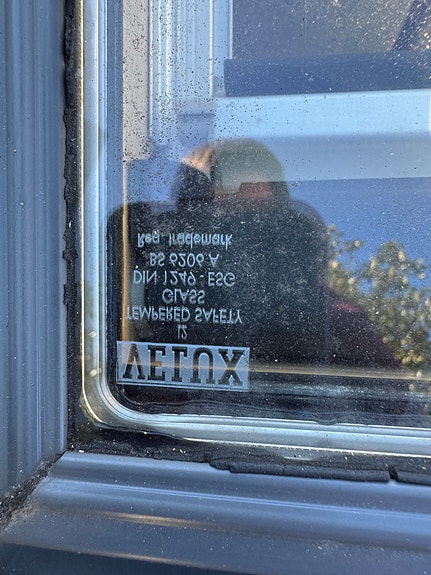 VELUX
TEMPERED SAFETY
GLASS
DIN 1249 - ESG
BS 6206 A
Reg. Trademark